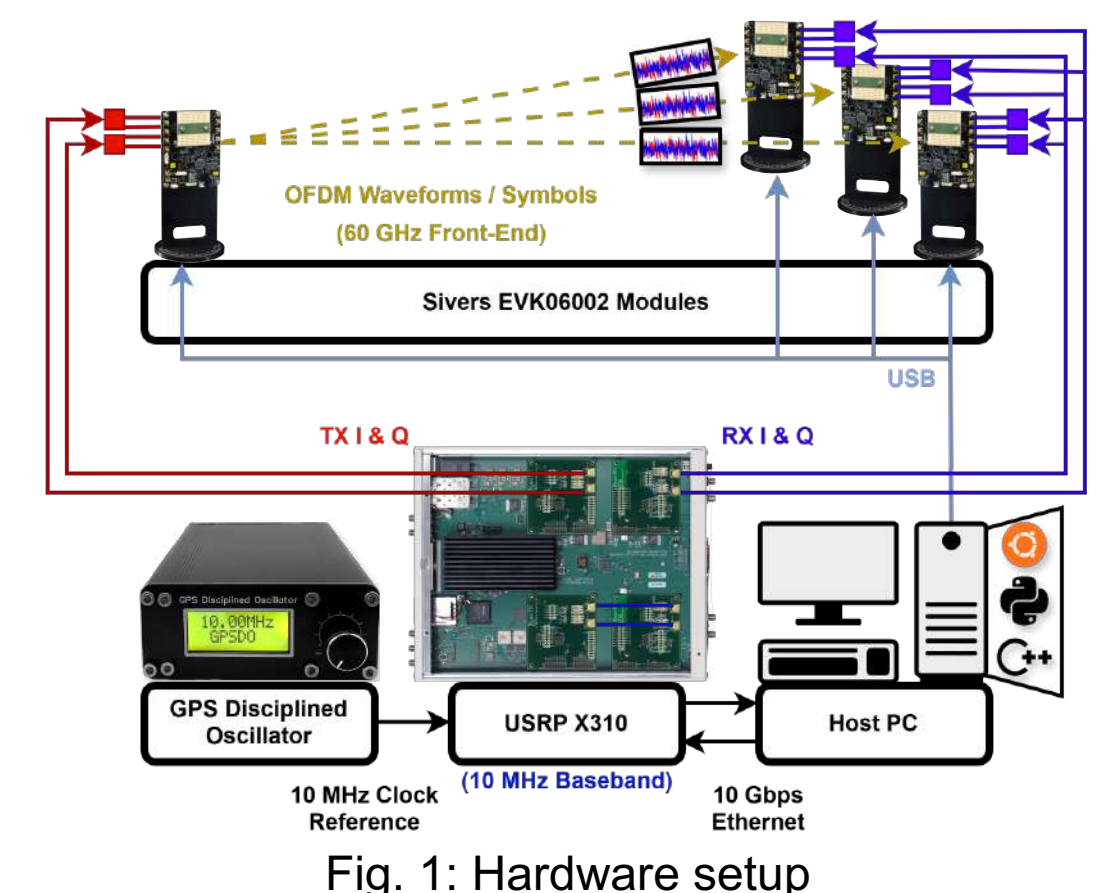 OFDM Waveforms / Symbols
(60 GHz Front-End)
Sivers EVK06002 Modules
USB
TX I & Q
RX I & Q
GPS Disciplined Oscillator
10.00MHz
GPSDO
C++
GPS Disciplined
Oscillator
USRP X310
Host PC
(10 MHz Baseband)
10 MHz Clock
Reference
10 Gbps
Ethernet
Fig. 1: Hardware setup